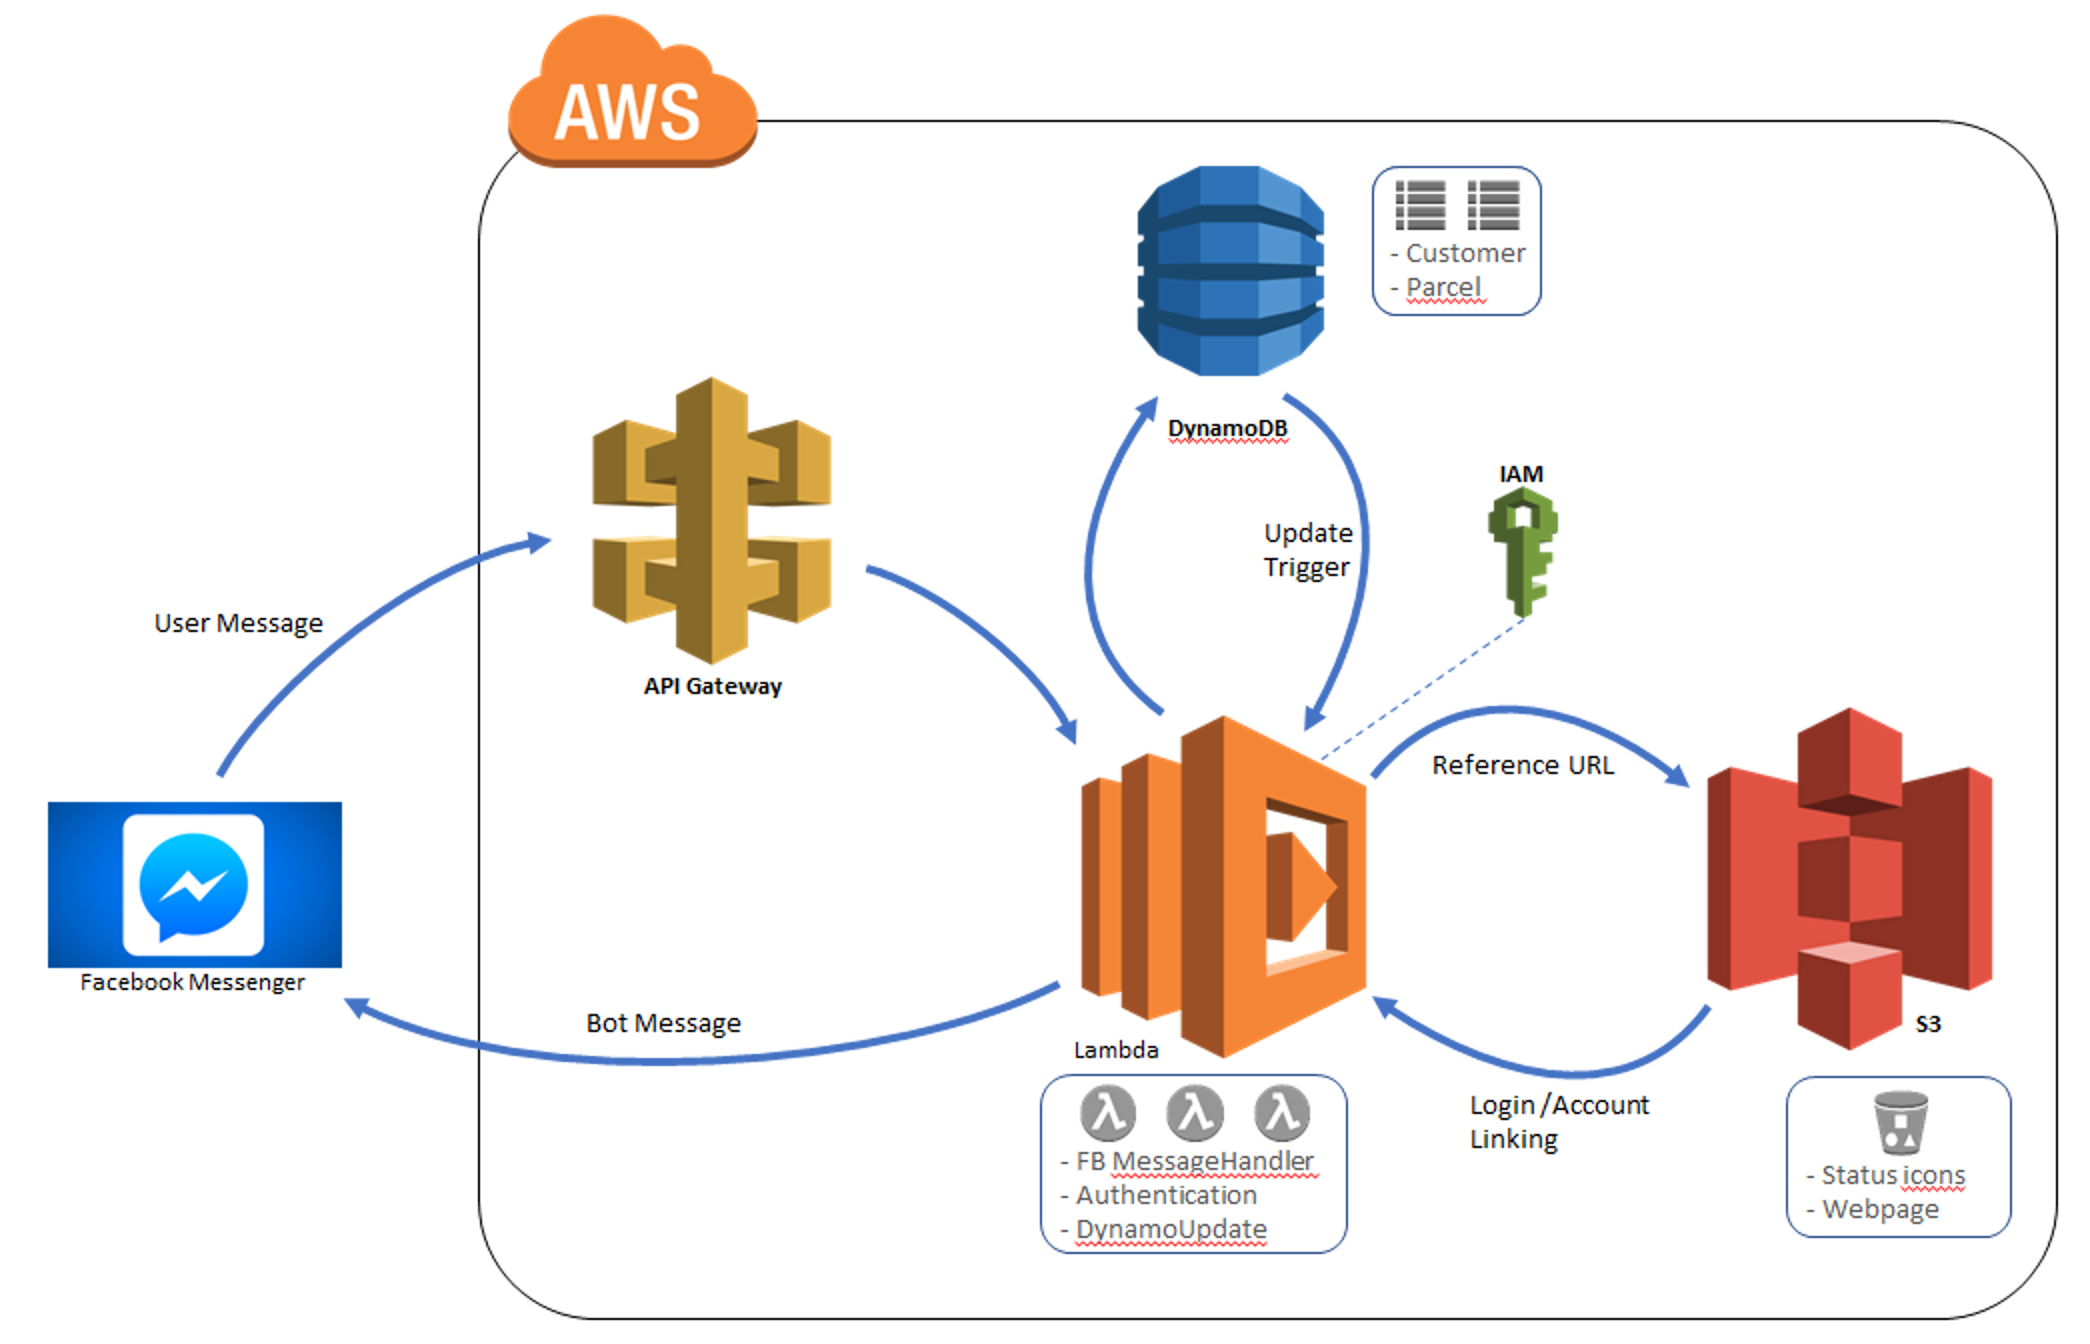 AWS
- Customer
- Parcel
DynamoDB
IAM
Update
Trigger
User Message
API Gateway
Reference URL
Facebook Messenger
Bot Message
Lambda
S3
Login /Account
Linking
- FB MessageHandler
- Authentication
- DynamoUpdate
- Status icons
- Webpage